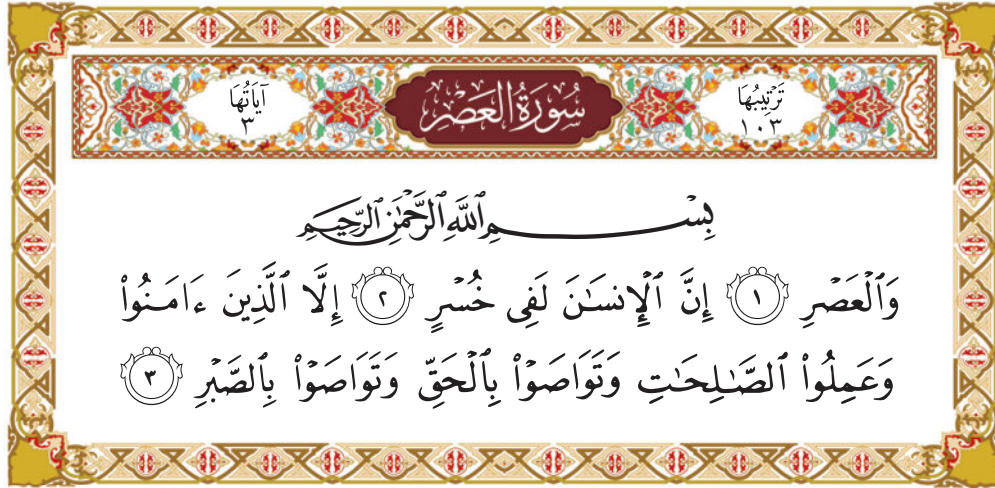 تَرْتِيبُهَا ١٠٣
سُورَةُ العَصْرِ
آيَاتُهَا ٣
بِسْمِ ٱللَّهِ ٱلرَّحْمَٰنِ ٱلرَّحِيمِ
وَٱلْعَصْرِ ١ إِنَّ ٱلْإِنسَٰنَ لَفِى خُسْرٍ ٢ إِلَّا ٱلَّذِينَ ءَامَنُوا۟
وَعَمِلُوا۟ ٱلصَّٰلِحَٰتِ وَتَوَاصَوْا۟ بِٱلْحَقِّ وَتَوَاصَوْا۟ بِٱلصَّبْرِ ٣